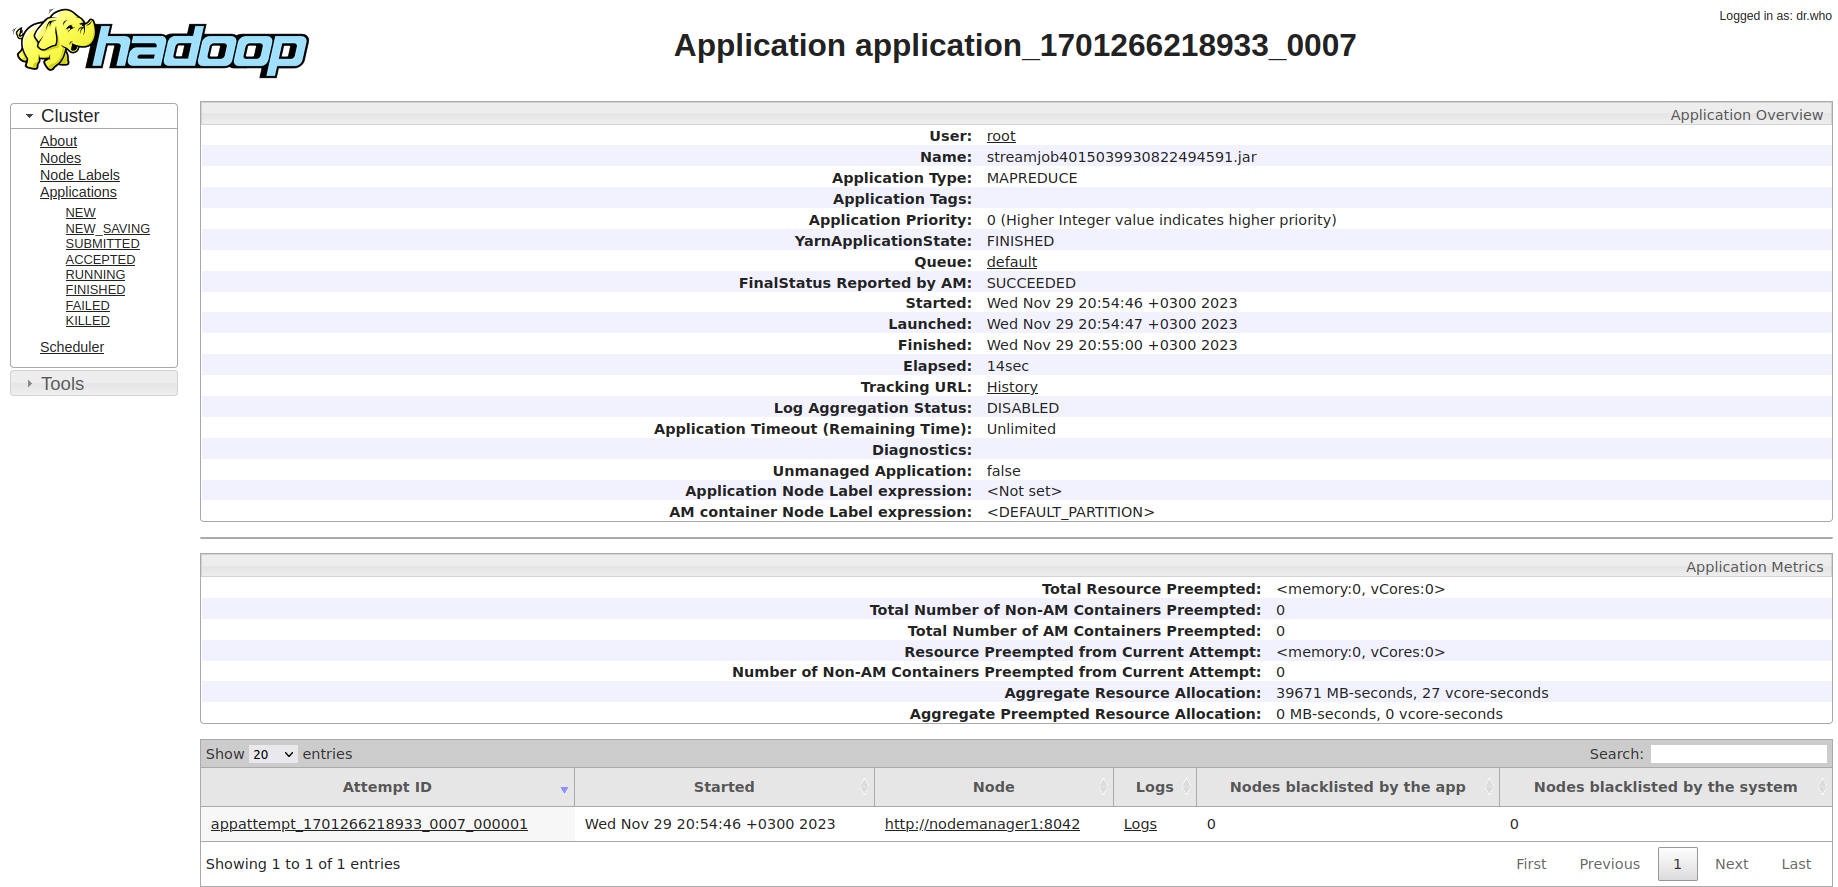 hadoop
Logged in as: dr.who
Application application_1701266218933_0007
Cluster
About
Nodes
Node Labels
Applications
NEW
NEW_SAVING
SUBMITTED
ACCEPTED
RUNNING
FINISHED
FAILED
KILLED
Scheduler
Tools
Application Overview
User: root
Name: streamjob4015039930822494591.jar
Application Type: MAPREDUCE
Application Tags:
Application Priority: 0 (Higher Integer value indicates higher priority)
YarnApplicationState: FINISHED
Queue: default
FinalStatus Reported by AM: SUCCEEDED
Started: Wed Nov 29 20:54:46 +0300 2023
Launched: Wed Nov 29 20:54:47 +0300 2023
Finished: Wed Nov 29 20:55:00 +0300 2023
Elapsed: 14sec
Tracking URL: History
Log Aggregation Status: DISABLED
Application Timeout (Remaining Time): Unlimited
Diagnostics:
Unmanaged Application: false
Application Node Label expression: <Not set>
AM container Node Label expression: <DEFAULT_PARTITION>
Application Metrics
Total Resource Preempted: <memory:0, vCores:0>
Total Number of Non-AM Containers Preempted: 0
Total Number of AM Containers Preempted: 0
Resource Preempted from Current Attempt: <memory:0, vCores:0>
Number of Non-AM Containers Preempted from Current Attempt: 0
Aggregate Resource Allocation: 39671 MB-seconds, 27 vcore-seconds
Aggregate Preempted Resource Allocation: 0 MB-seconds, 0 vcore-seconds
Show 20 entries Search:
Attempt ID Started Node Logs Nodes blacklisted by the app Nodes blacklisted by the system
appattempt_1701266218933_0007_000001 Wed Nov 29 20:54:46 +0300 2023 http://nodemanager1:8042 Logs 0 0
Showing 1 to 1 of 1 entries First Previous 1 Next Last